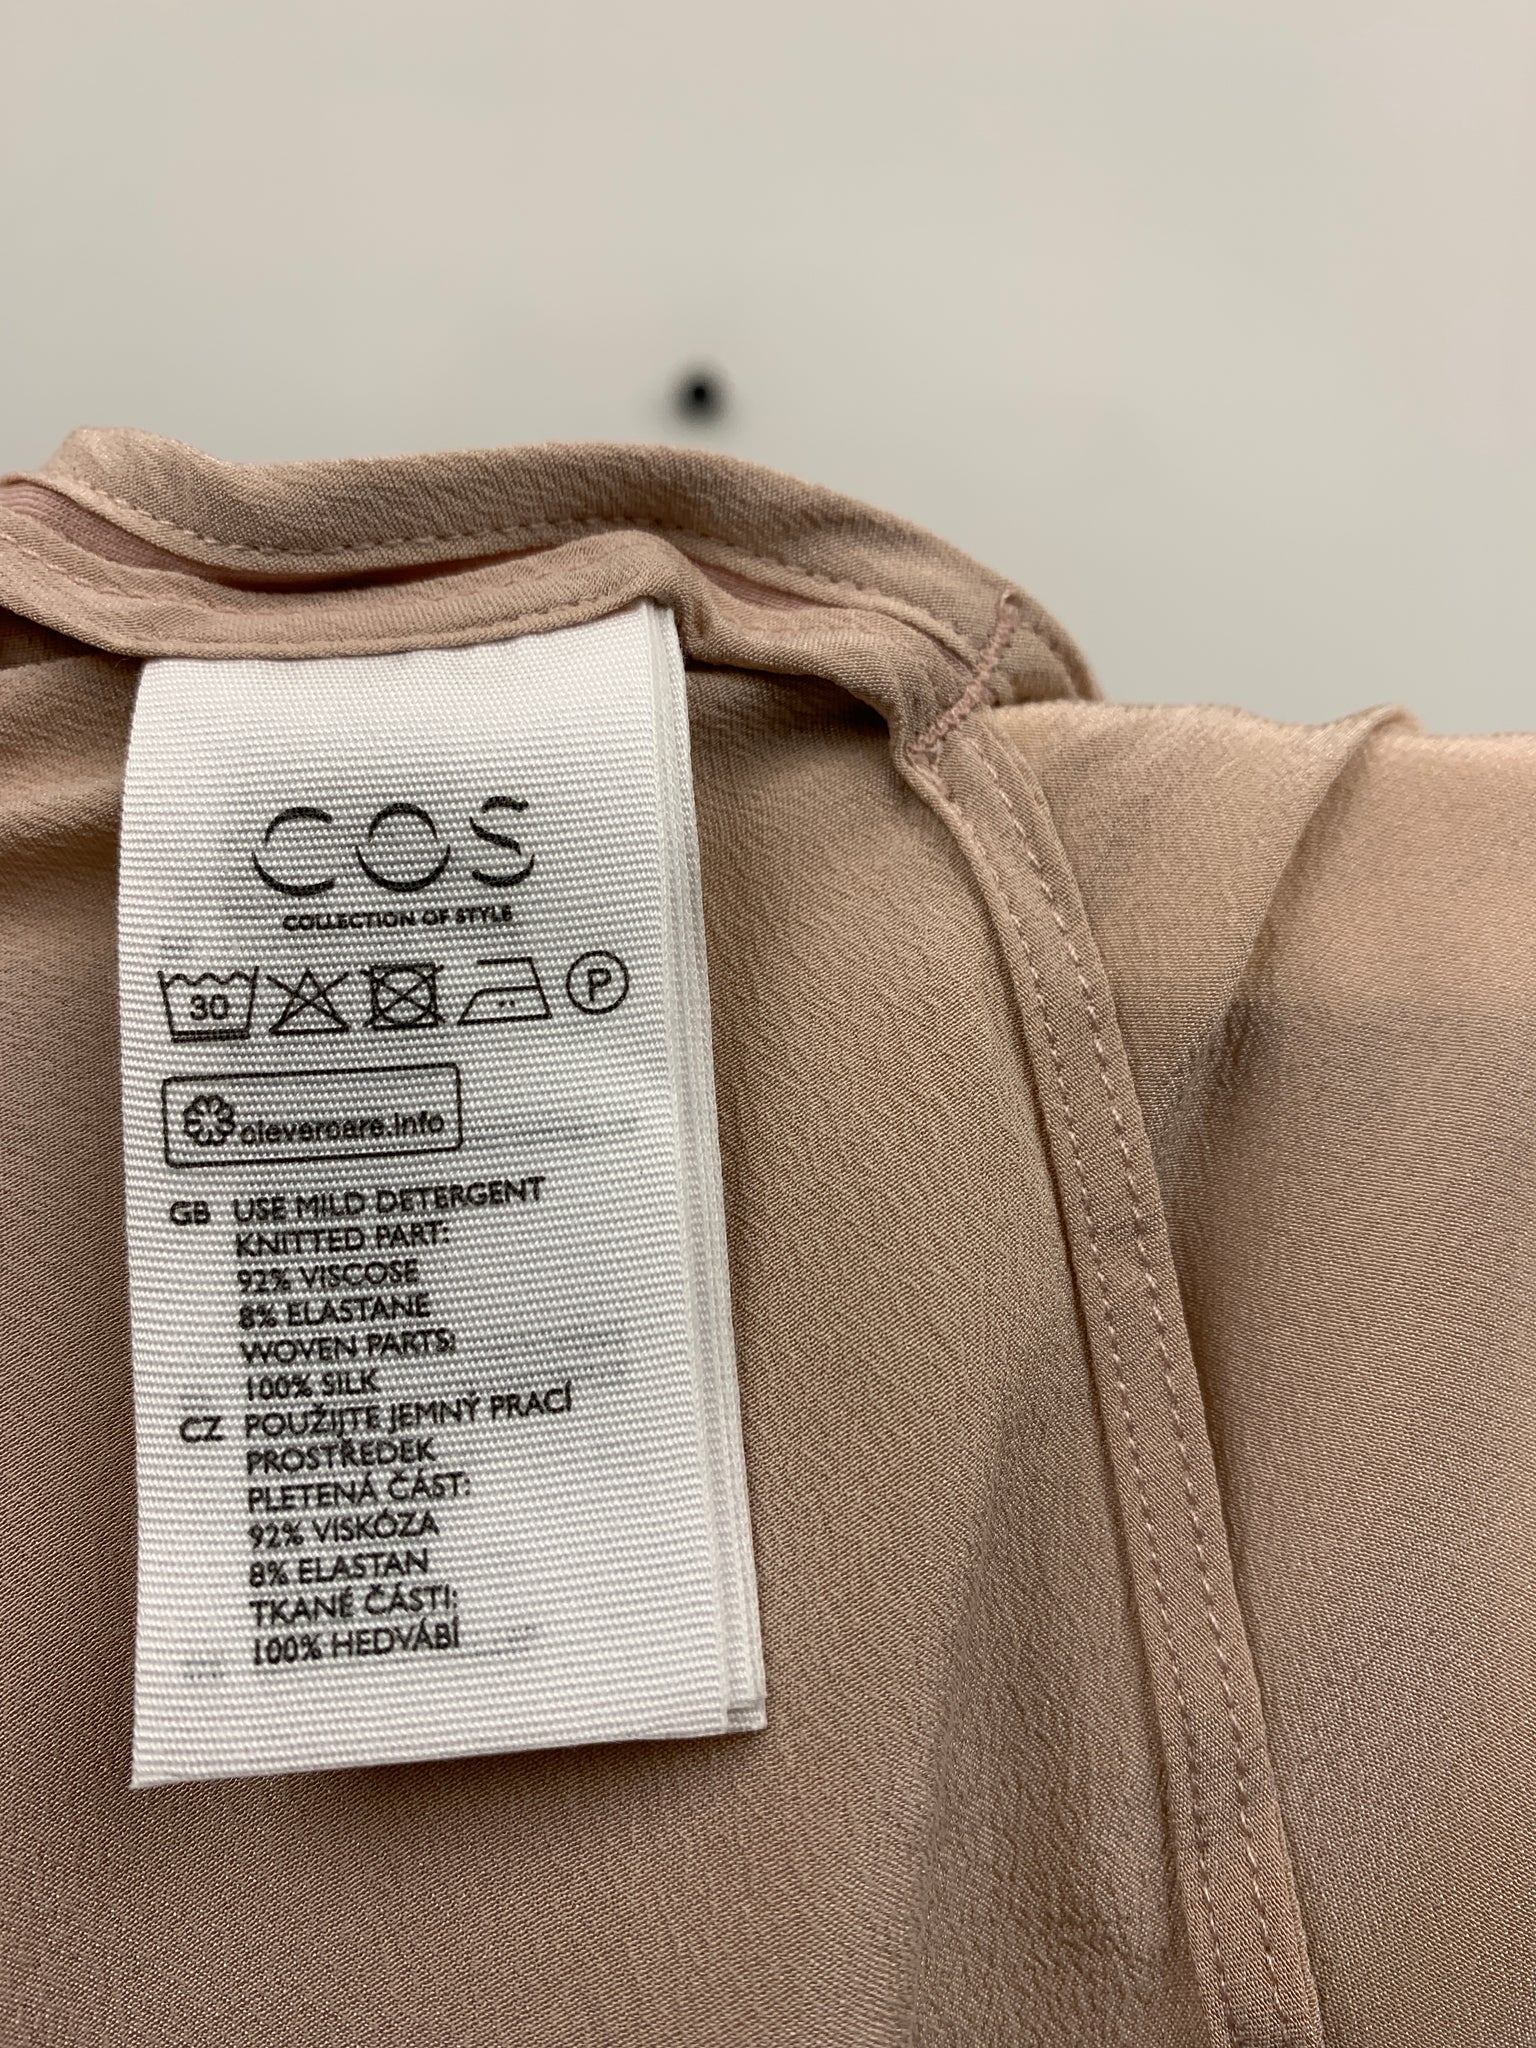 COS
COLLECTION OF STYLE
30 P
clevercare.info
GB USE MILD DETERGENT
KNITTED PART:
92% VISCOSE
8% ELASTANE
WOVEN PARTS:
100% SILK
CZ POUŽIJTE JEMNÝ PRACÍ
PROSTŘEDEK
PLETENÁ ČÁST:
92% VISKÓZA
8% ELASTAN
TKANÉ ČÁSTI:
100% HEDVÁBÍ